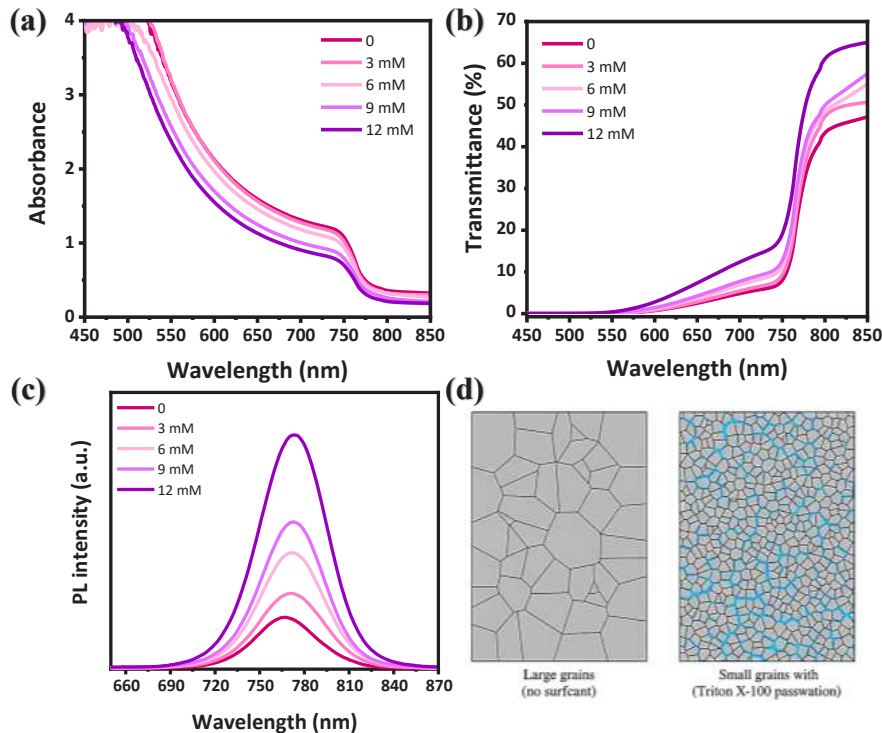 (a)
Absorbance
4
3
2
1
0
0
3 mM
6 mM
9 mM
12 mM
450 500 550 600 650 700 750 800 850
Wavelength (nm)
(b)
Transmittance (%)
70
60
50
40
30
20
10
0
0
3 mM
6 mM
9 mM
12 mM
450 500 550 600 650 700 750 800 850
Wavelength (nm)
(c)
PL intensity (a.u.)
0
3 mM
6 mM
9 mM
12 mM
660 690 720 750 780 810 840 870
Wavelength (nm)
(d)
Large grains
(no surfcant)
Small grains with
(Triton X-100 passwation)